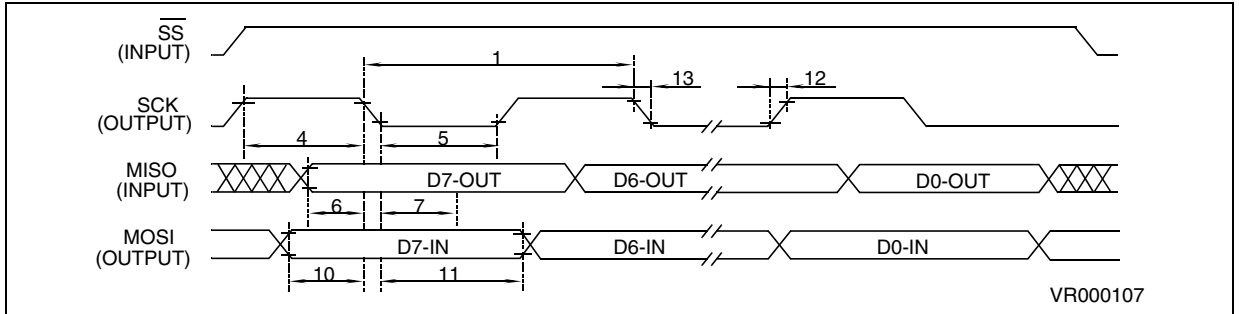 SS
(INPUT)
1
13
12
SCK
(OUTPUT)
4
5
MISO
(INPUT)
D7-OUT
D6-OUT
D0-OUT
6
7
MOSI
(OUTPUT)
D7-IN
D6-IN
D0-IN
10
11
VR000107